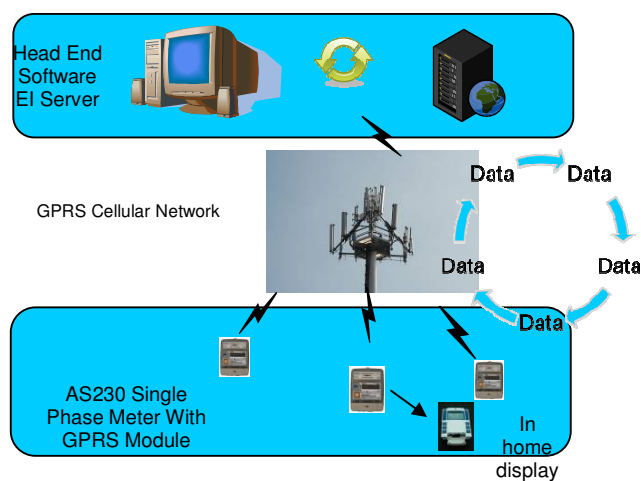 Head End
Software
EI Server
GPRS Cellular Network
Data
Data
Data
Data
Data
AS230 Single
Phase Meter With
GPRS Module
In
home
display